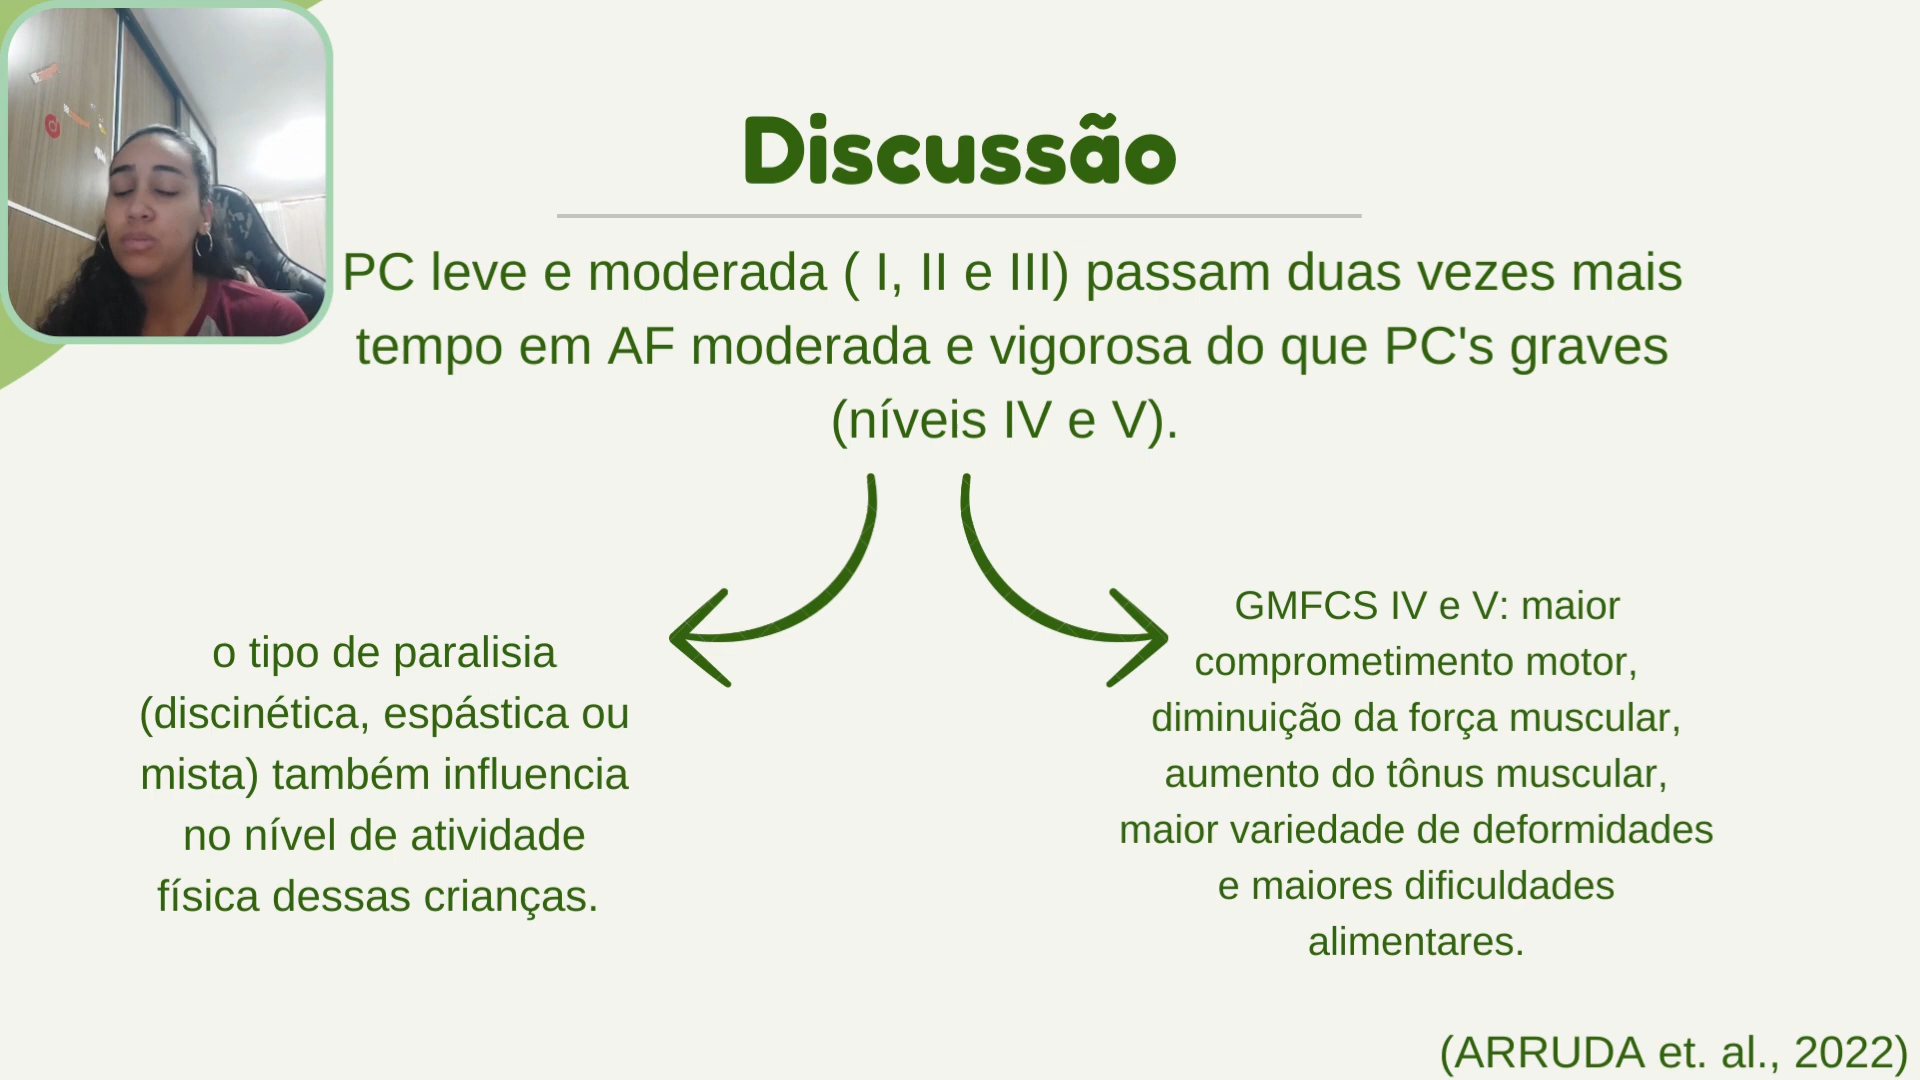 Discussão
PC leve e moderada ( I, II e III) passam duas vezes mais
tempo em AF moderada e vigorosa do que PC's graves
(níveis IV e V).
o tipo de paralisia
(discinética, espástica ou
mista) também influencia
no nível de atividade
física dessas crianças.
GMFCS IV e V: maior
comprometimento motor,
diminuição da força muscular,
aumento do tônus muscular,
maior variedade de deformidades
e maiores dificuldades
alimentares.
(ARRUDA et. al., 2022)